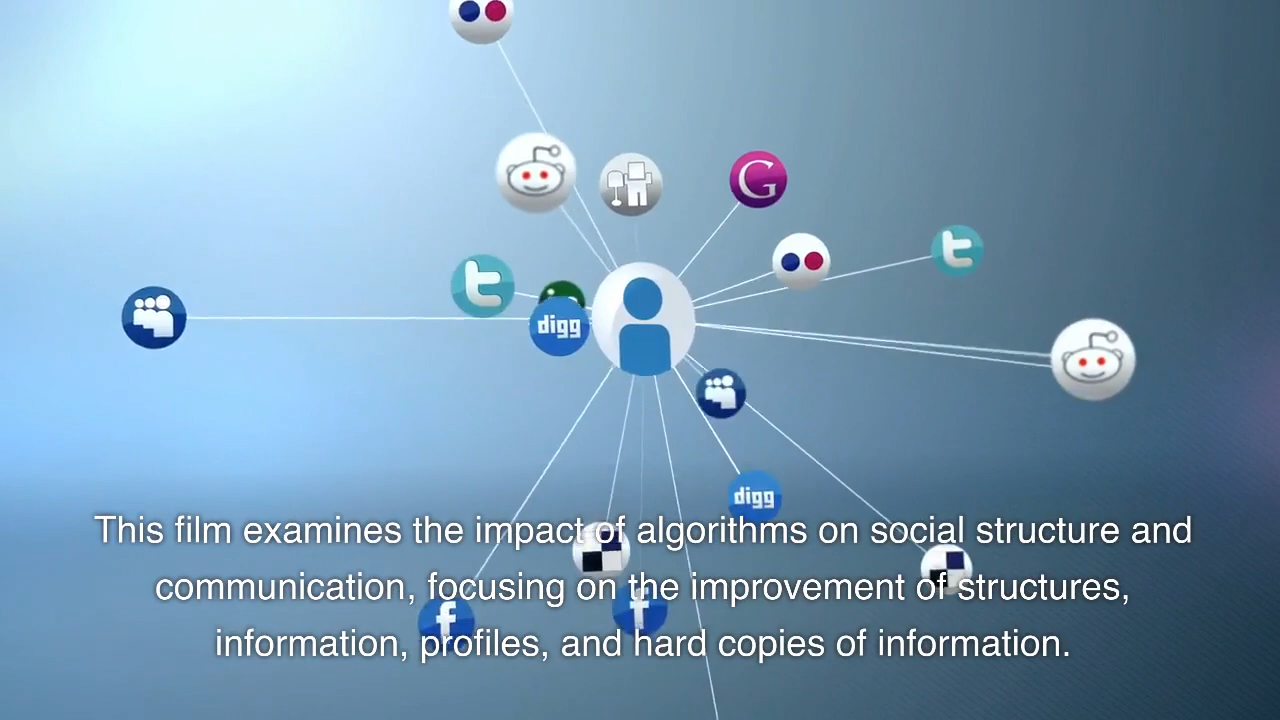 G
t
t
digg
digg
This film examines the impact of algorithms on social structure and
communication, focusing on the improvement of structures,
information, profiles, and hard copies of information.
f
f